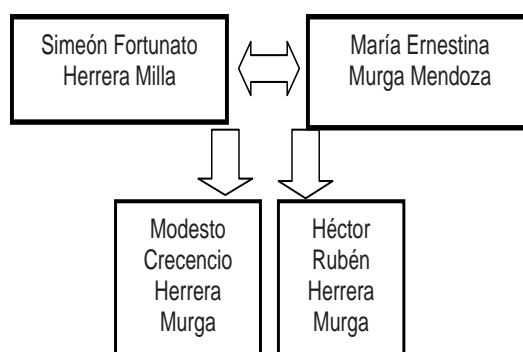 Simeón Fortunato
Herrera Milla
María Ernestina
Murga Mendoza
Modesto
Crecencio
Herrera
Murga
Héctor
Rubén
Herrera
Murga